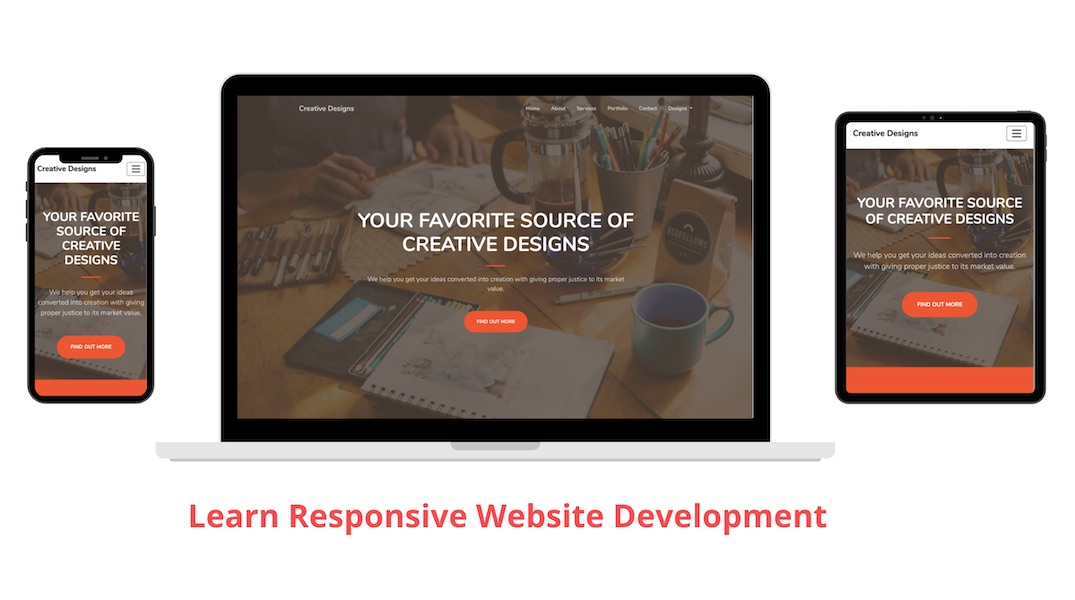 Creative Designs
YOUR FAVORITE
SOURCE OF
CREATIVE
DESIGNS
We help you get your ideas
converted into creation with giving
proper justice to its market value.
FIND OUT MORE
Creative Designs
Home About Services Portfolio Contact Designs
YOUR FAVORITE SOURCE OF
CREATIVE DESIGNS
We help you get your ideas converted into creation with giving proper justice to its market
value.
FIND OUT MORE
Creative Designs
YOUR FAVORITE SOURCE
OF CREATIVE DESIGNS
We help you get your ideas converted into creation
with giving proper justice to its market value.
FIND OUT MORE
Learn Responsive Website Development